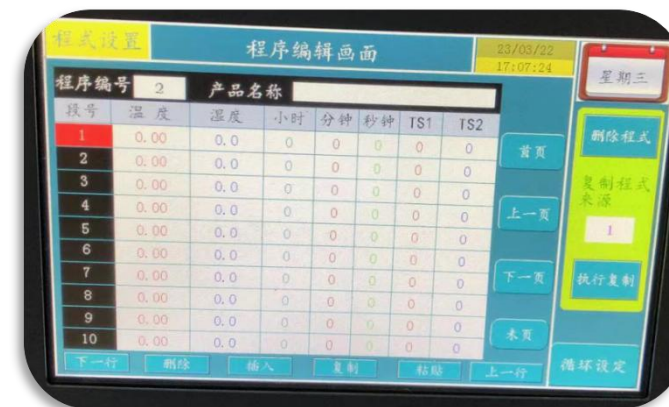 程式设置 程序编辑画面 23/03/22
17:07:24
星期三
程序编号 2 产品名称
段号 温 度 湿度 小时 分钟 秒钟 TS1 TS2
1 0.00 0.0 0 0 0 0 0
2 0.00 0.0 0 0 0 0 0
3 0.00 0.0 0 0 0 0 0
4 0.00 0.0 0 0 0 0 0
5 0.00 0.0 0 0 0 0 0
6 0.00 0.0 0 0 0 0 0
7 0.00 0.0 0 0 0 0 0
8 0.00 0.0 0 0 0 0 0
9 0.00 0.0 0 0 0 0 0
10 0.00 0.0 0 0 0 0 0
首页
上一页
下一页
末页
删除程式
复制程式
来源
1
执行复制
循环设定
下一行 删除 插入 复制 粘贴 上一行